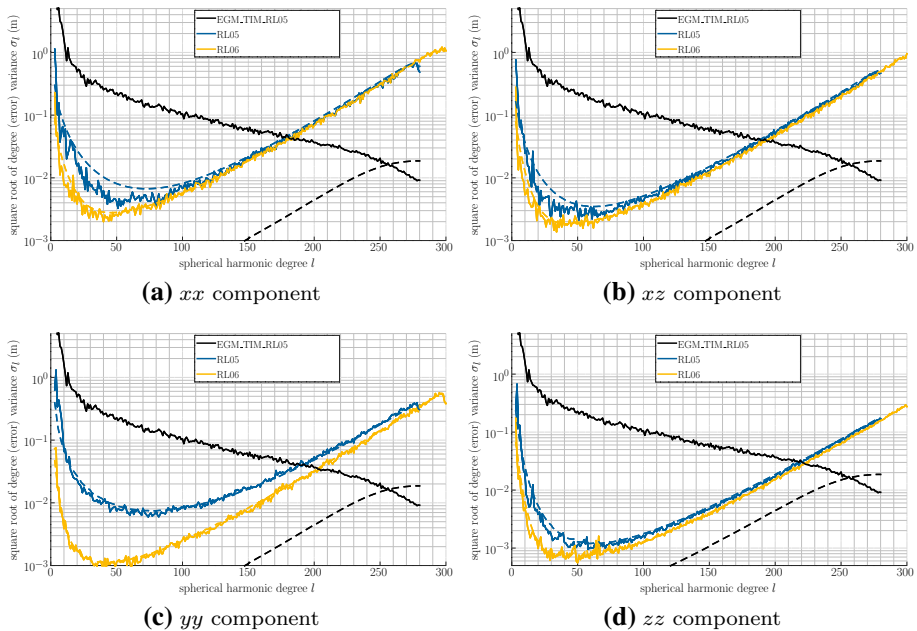 square root of degree (error) variance σ_l (m)
10^0
10^−1
10^−2
10^−3
EGM_TIM_RL05
RL05
RL06
0 50 100 150 200 250 300
spherical harmonic degree l
(a) xx component
square root of degree (error) variance σ_l (m)
10^0
10^−1
10^−2
10^−3
EGM_TIM_RL05
RL05
RL06
0 50 100 150 200 250 300
spherical harmonic degree l
(b) xz component
square root of degree (error) variance σ_l (m)
10^0
10^−1
10^−2
10^−3
EGM_TIM_RL05
RL05
RL06
0 50 100 150 200 250 300
spherical harmonic degree l
(c) yy component
square root of degree (error) variance σ_l (m)
10^0
10^−1
10^−2
10^−3
EGM_TIM_RL05
RL05
RL06
0 50 100 150 200 250 300
spherical harmonic degree l
(d) zz component